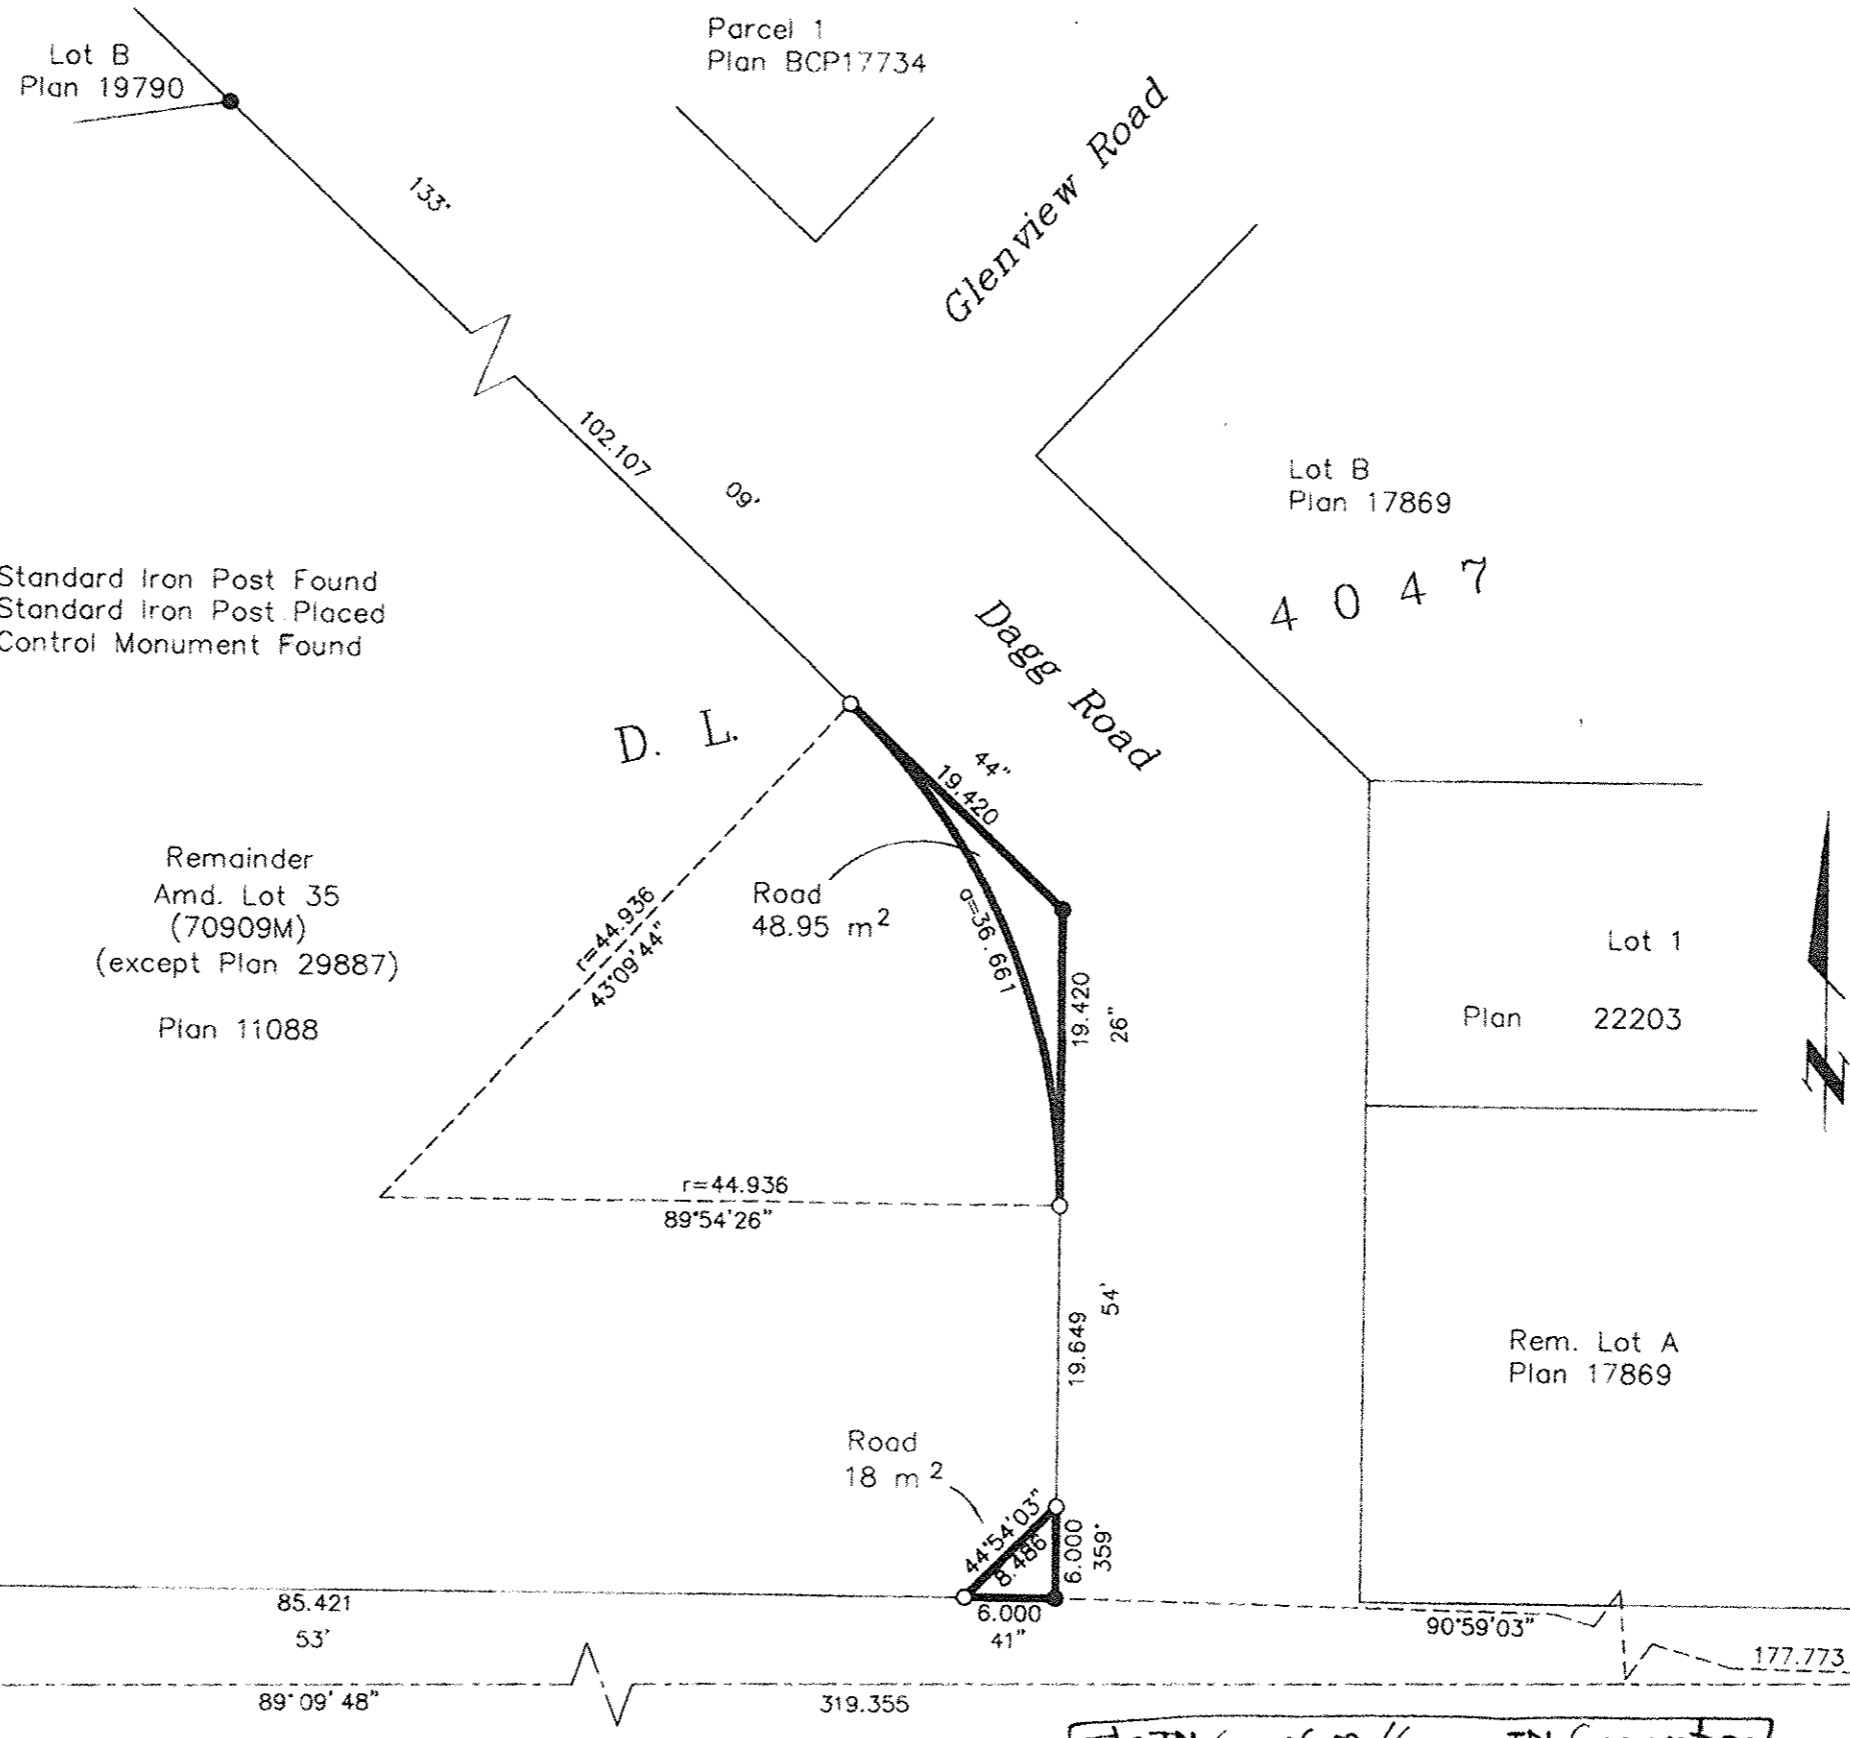 Lot B
Plan 19790
Parcel 1
Plan BCP17734
Glenview Road
133°
102.107
09'
Lot B
Plan 17869
4 0 4 7
Standard Iron Post Found
Standard Iron Post Placed
Control Monument Found
Dagg Road
D. L.
44"
19.420
Remainder
Amd. Lot 35
(70909M)
(except Plan 29887)
Plan 11088
Road
48.95 m²
r=44.936
43°09'44"
a=36.661
19.420
26"
Lot 1
Plan 22203
N
r=44.936
89°54'26"
19.649
54'
Rem. Lot A
Plan 17869
Road
18 m²
44°54'03"
8.486
6.000
359°
85.421
53'
6.000
41"
90°59'03"
177.773
89°09'48"
319.355